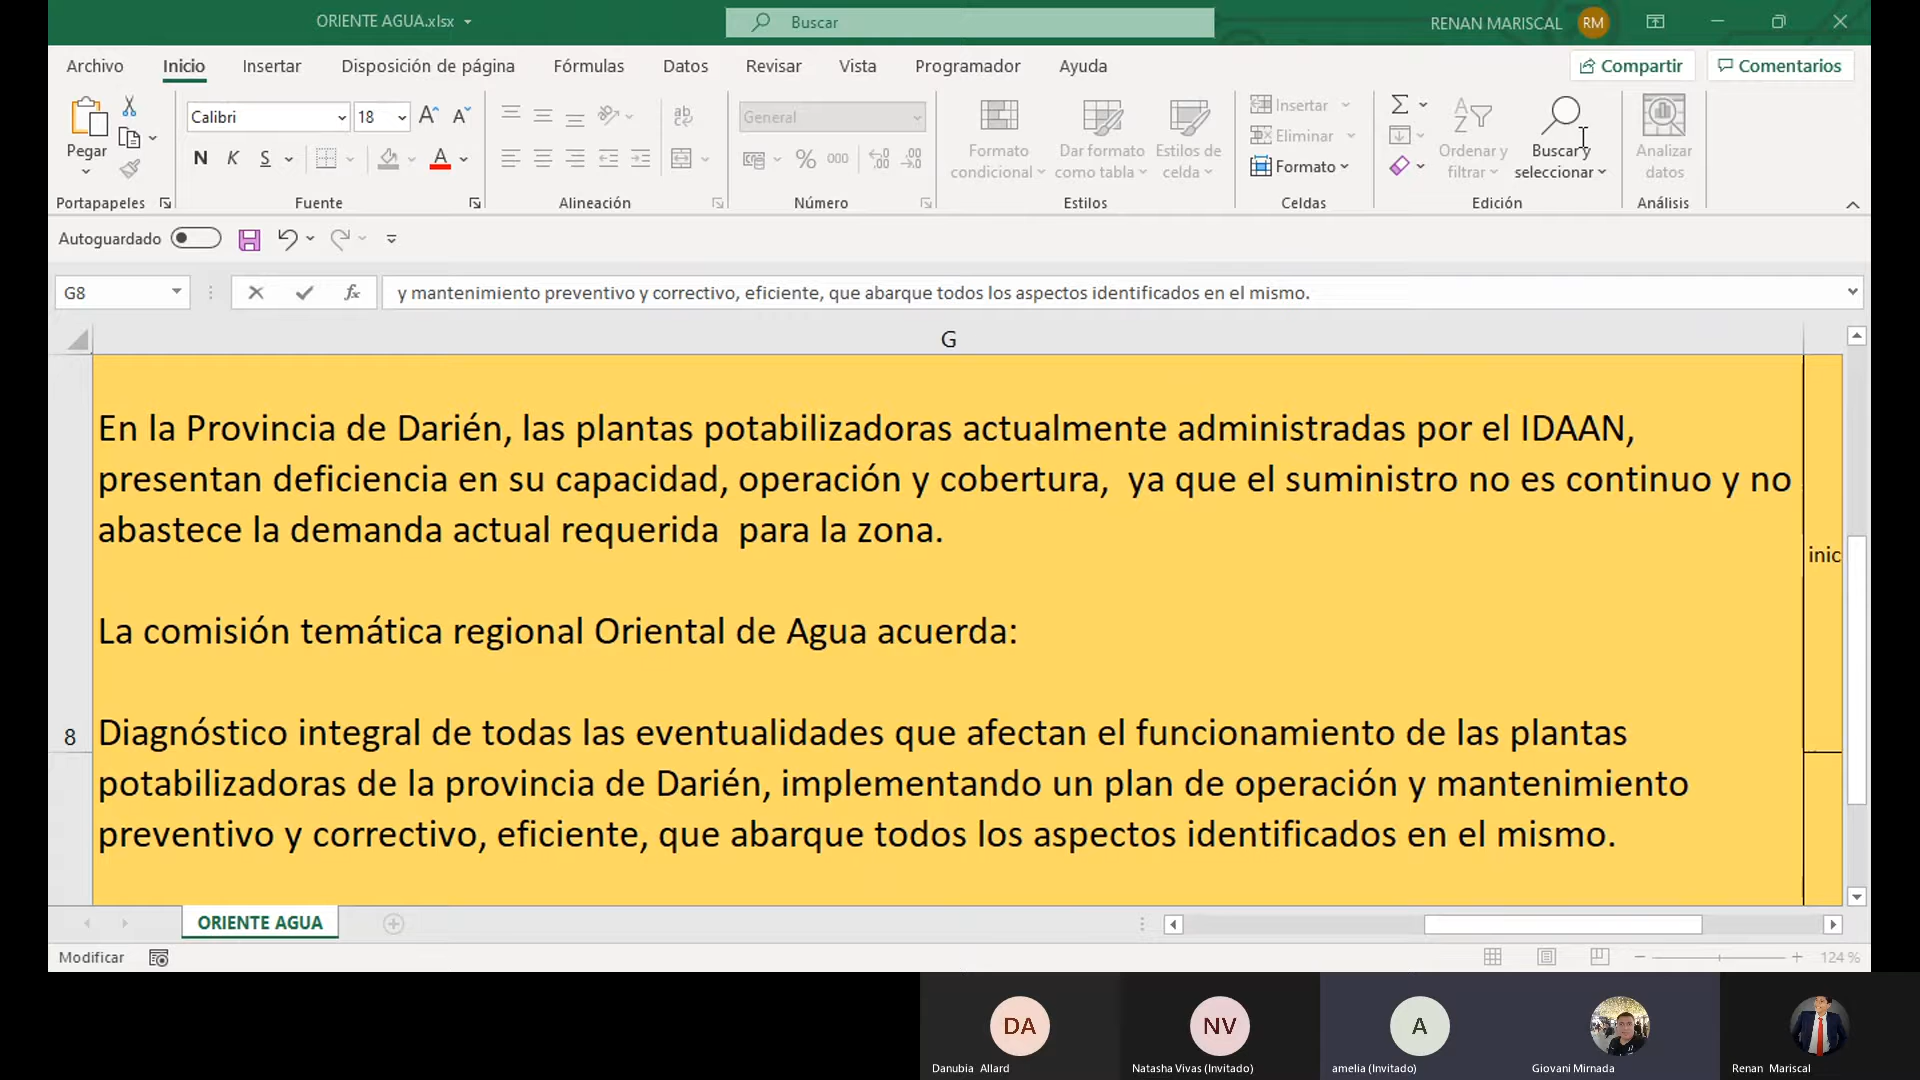 ORIENTE AGUA.xlsx
Buscar
RENAN MARISCAL
RM
Archivo
Inicio
Insertar
Disposición de página
Fórmulas
Datos
Revisar
Vista
Programador
Ayuda
Compartir
Comentarios
Pegar
Portapapeles
Calibri
18
N K S
Fuente
Alineación
General
% 000
Número
Formato
condicional
Dar formato
como tabla
Estilos de
celda
Estilos
Insertar
Eliminar
Formato
Celdas
Ordenar y
filtrar
Buscar y
seleccionar
Edición
Analizar
datos
Análisis
Autoguardado
G8
fx
y mantenimiento preventivo y correctivo, eficiente, que abarque todos los aspectos identificados en el mismo.
G
En la Provincia de Darién, las plantas potabilizadoras actualmente administradas por el IDAAN,
presentan deficiencia en su capacidad, operación y cobertura,  ya que el suministro no es continuo y no
abastece la demanda actual requerida  para la zona.
inic
La comisión temática regional Oriental de Agua acuerda:
8
Diagnóstico integral de todas las eventualidades que afectan el funcionamiento de las plantas
potabilizadoras de la provincia de Darién, implementando un plan de operación y mantenimiento
preventivo y correctivo, eficiente, que abarque todos los aspectos identificados en el mismo.
ORIENTE AGUA
Modificar
124 %
DA
Danubia Allard
NV
Natasha Vivas (Invitado)
A
amelia (Invitado)
Giovani Mirnada
Renan Mariscal